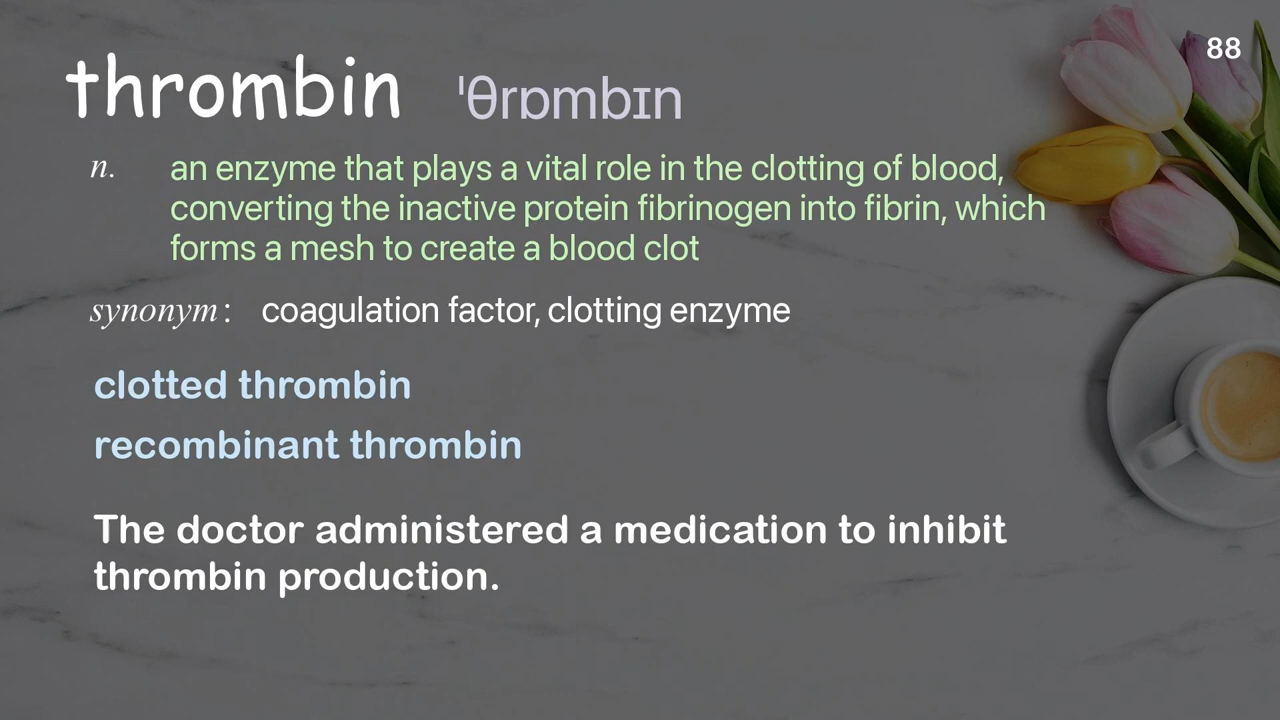 88
thrombin ˈθrɒmbɪn
n. an enzyme that plays a vital role in the clotting of blood,
converting the inactive protein fibrinogen into fibrin, which
forms a mesh to create a blood clot
synonym: coagulation factor, clotting enzyme
clotted thrombin
recombinant thrombin
The doctor administered a medication to inhibit
thrombin production.